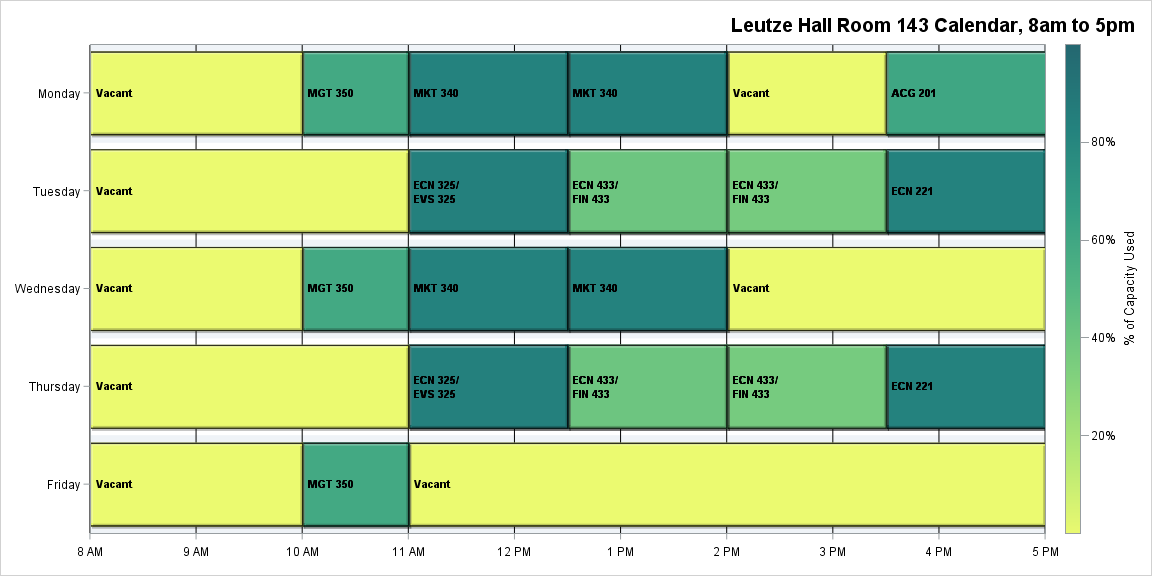 Leutze Hall Room 143 Calendar, 8am to 5pm
Monday
Vacant
MGT 350
MKT 340
MKT 340
Vacant
ACG 201
Tuesday
Vacant
ECN 325/
EVS 325
ECN 433/
FIN 433
ECN 433/
FIN 433
ECN 221
Wednesday
Vacant
MGT 350
MKT 340
MKT 340
Vacant
Thursday
Vacant
ECN 325/
EVS 325
ECN 433/
FIN 433
ECN 433/
FIN 433
ECN 221
Friday
Vacant
MGT 350
Vacant
8 AM
9 AM
10 AM
11 AM
12 PM
1 PM
2 PM
3 PM
4 PM
5 PM
80%
60%
40%
20%
% of Capacity Used